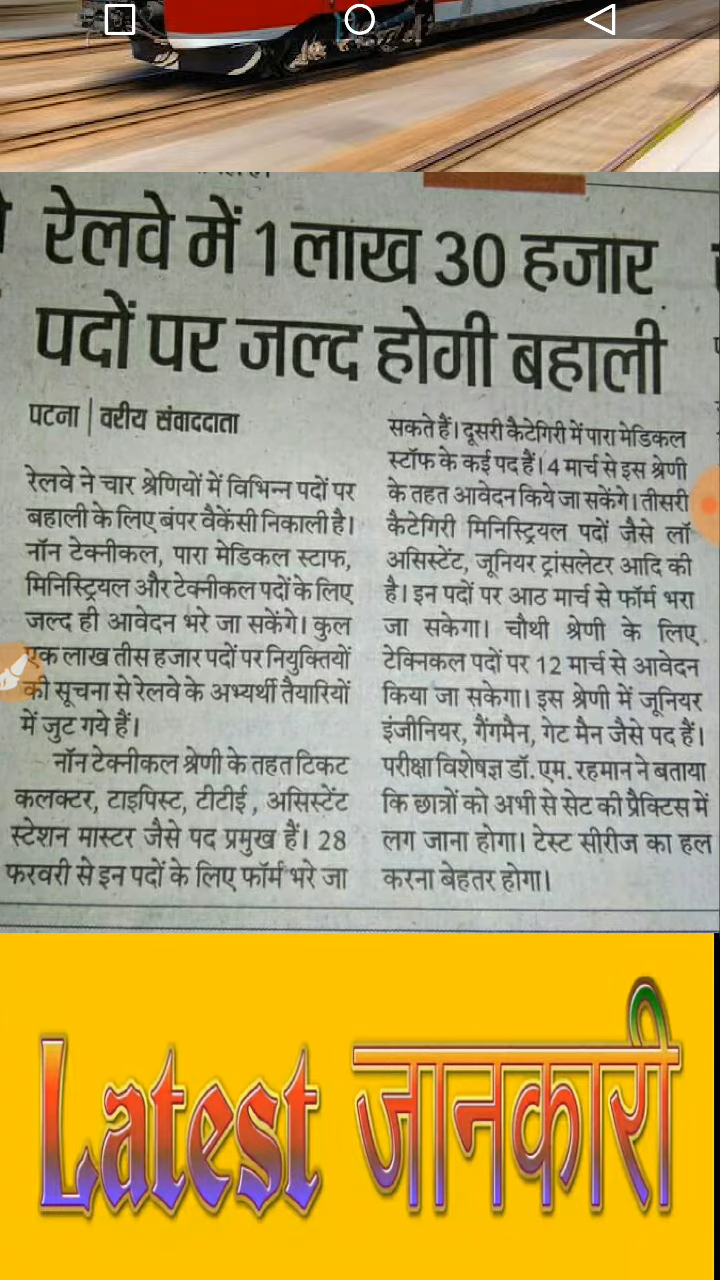 रेलवे में 1 लाख 30 हजार
पदों पर जल्द होगी बहाली
पटना | वरीय संवाददाता
रेलवे ने चार श्रेणियों में विभिन्न पदों पर
बहाली के लिए बंपर वैकेंसी निकाली है।
नॉन टेक्नीकल, पारा मेडिकल स्टाफ,
मिनिस्ट्रियल और टेक्नीकल पदों के लिए
जल्द ही आवेदन भरे जा सकेंगे। कुल
एक लाख तीस हजार पदों पर नियुक्तियों
की सूचना से रेलवे के अभ्यर्थी तैयारियों
में जुट गये हैं।
नॉन टेक्नीकल श्रेणी के तहत टिकट
कलक्टर, टाइपिस्ट, टीटीई, असिस्टेंट
स्टेशन मास्टर जैसे पद प्रमुख हैं। 28
फरवरी से इन पदों के लिए फॉर्म भरे जा
सकते हैं। दूसरी कैटेगिरी में पारा मेडिकल
स्टॉफ के कई पद हैं। 4 मार्च से इस श्रेणी
के तहत आवेदन किये जा सकेंगे। तीसरी
कैटेगिरी मिनिस्ट्रियल पदों जैसे लॉ
असिस्टेंट, जूनियर ट्रांसलेटर आदि की
है। इन पदों पर आठ मार्च से फॉर्म भरा
जा सकेगा। चौथी श्रेणी के लिए
टेक्निकल पदों पर 12 मार्च से आवेदन
किया जा सकेगा। इस श्रेणी में जूनियर
इंजीनियर, गैंगमैन, गेट मैन जैसे पद हैं।
परीक्षा विशेषज्ञ डॉ. एम. रहमान ने बताया
कि छात्रों को अभी से सेट की प्रैक्टिस में
लग जाना होगा। टेस्ट सीरीज का हल
करना बेहतर होगा।
Latest जानकारी